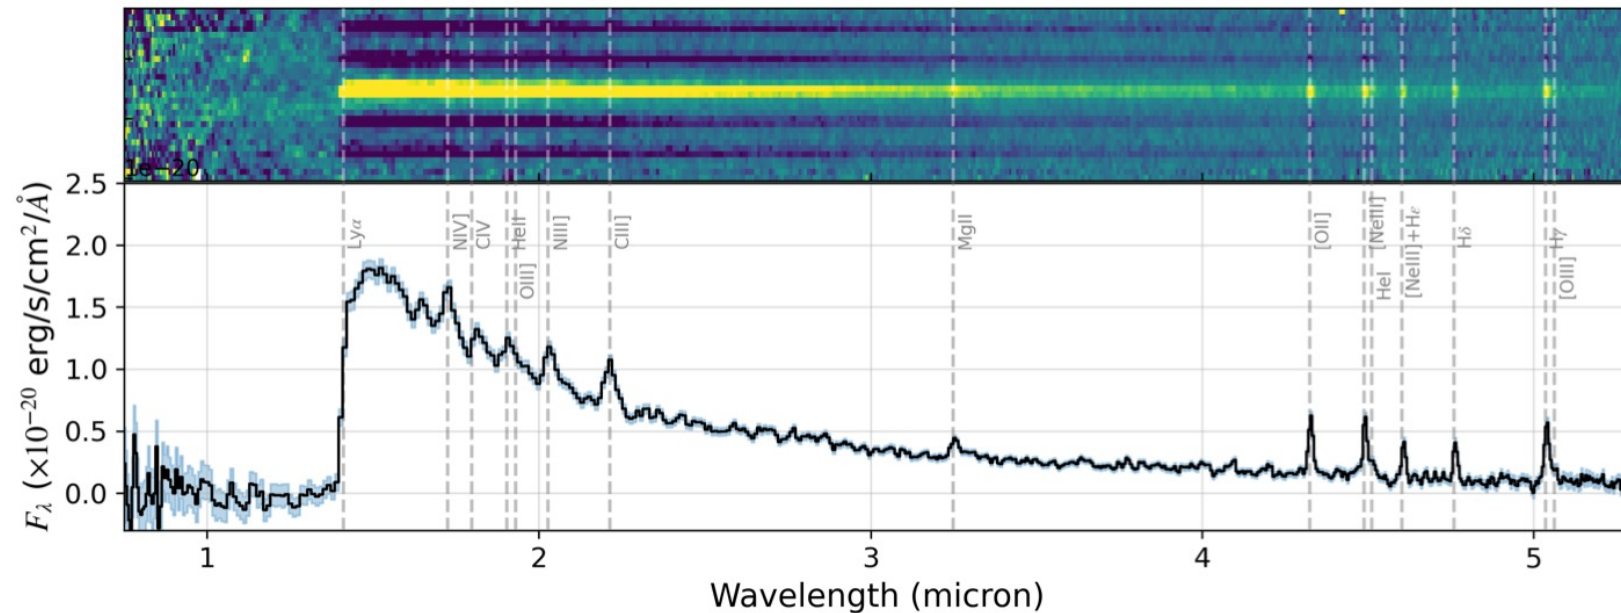 1e−20
2.5
2.0
1.5
1.0
0.5
0.0
Fλ (×10⁻²⁰ erg/s/cm²/Å)
Lyα
NIV]
CIV
HeII
OIII]
NIII]
CIII]
MgII
[OII]
[NeIII]
HeI
[NeIII]+Hε
Hδ
Hγ
[OIII]
1 2 3 4 5
Wavelength (micron)